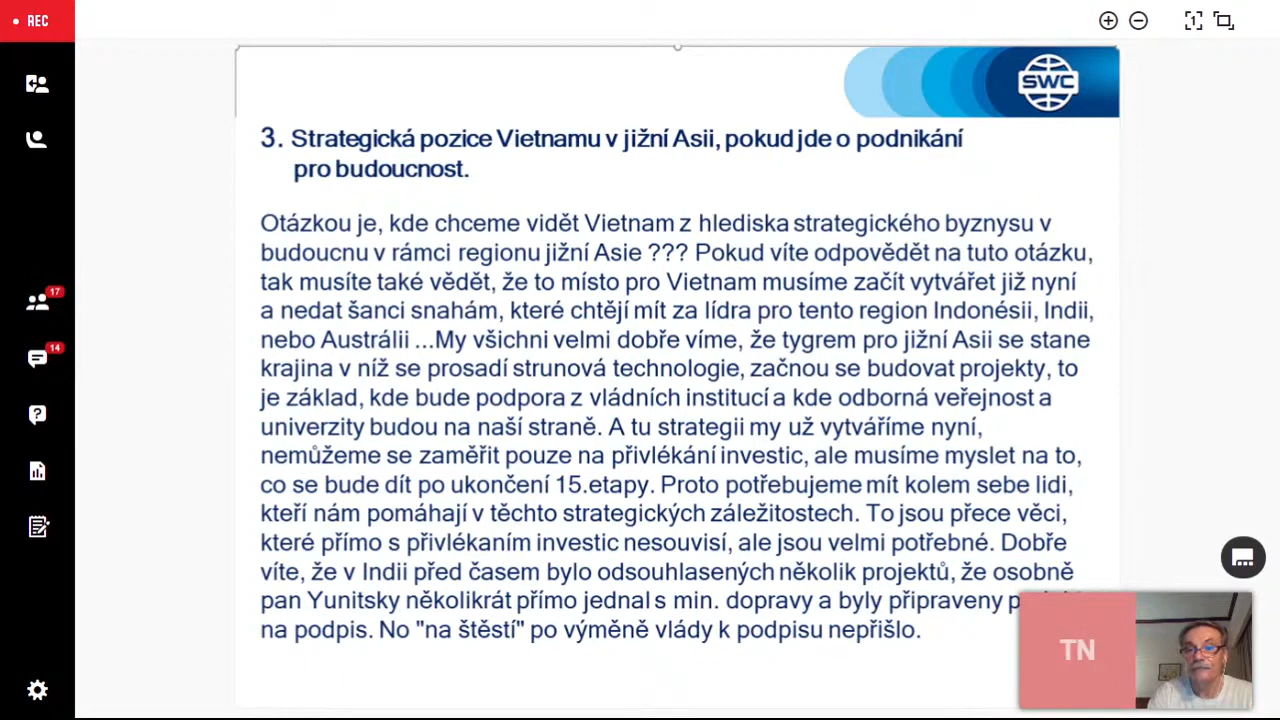 REC
SWC
3. Strategická pozice Vietnamu v jižní Asii, pokud jde o podnikání
pro budoucnost.
Otázkou je, kde chceme vidět Vietnam z hlediska strategického byznysu v
budoucnu v rámci regionu jižní Asie ??? Pokud víte odpovědět na tuto otázku,
tak musíte také vědět, že to místo pro Vietnam musíme začít vytvářet již nyní
a nedat šanci snahám, které chtějí mít za lídra pro tento region Indonésii, Indii,
nebo Austrálii ...My všichni velmi dobře víme, že tygrem pro jižní Asii se stane
krajina v níž se prosadí strunová technologie, začnou se budovat projekty, to
je základ, kde bude podpora z vládních institucí a kde odborná veřejnost a
univerzity budou na naší straně. A tu strategii my už vytváříme nyní,
nemůžeme se zaměřit pouze na přivlékání investic, ale musíme myslet na to,
co se bude dít po ukončení 15.etapy. Proto potřebujeme mít kolem sebe lidi,
kteří nám pomáhají v těchto strategických záležitostech. To jsou přece věci,
které přímo s přivlékaním investic nesouvisí, ale jsou velmi potřebné. Dobře
víte, že v Indii před časem bylo odsouhlasených několik projektů, že osobně
pan Yunitsky několikrát přímo jednal s min. dopravy a byly připraveny
na podpis. No "na štěstí" po výměně vlády k podpisu nepřišlo.
17
14
1
TN